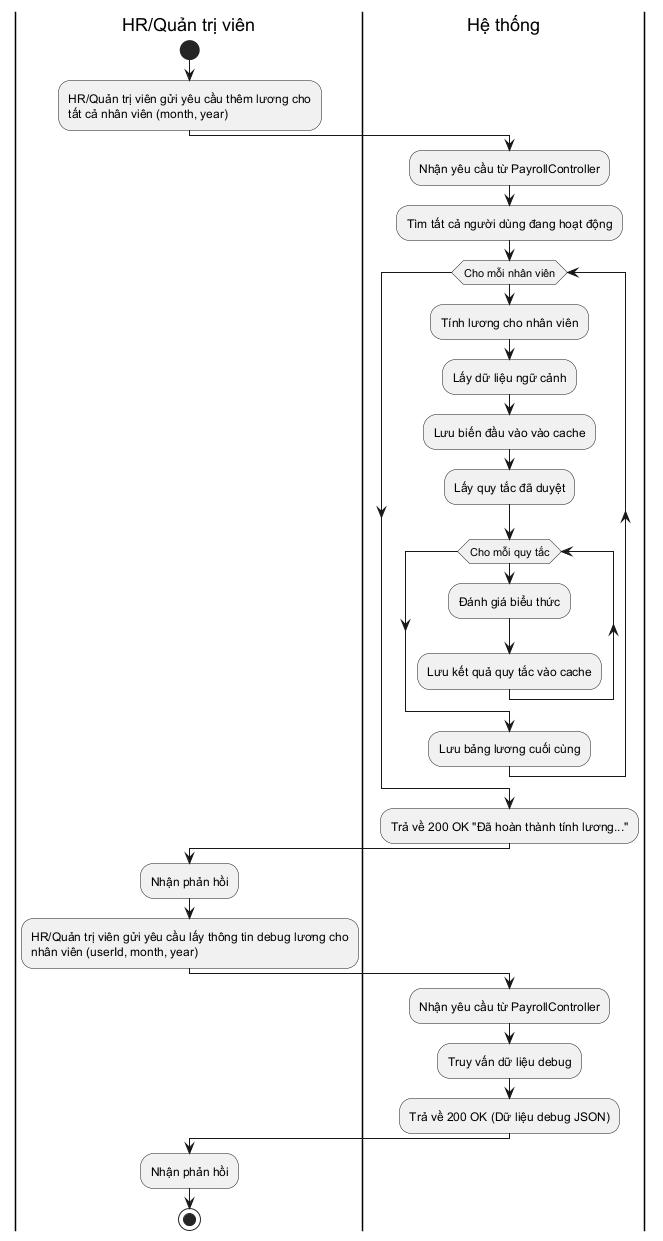 HR/Quản trị viên
Hệ thống
HR/Quản trị viên gửi yêu cầu thêm lương cho
tất cả nhân viên (month, year)
Nhận yêu cầu từ PayrollController
Tìm tất cả người dùng đang hoạt động
Cho mỗi nhân viên
Tính lương cho nhân viên
Lấy dữ liệu ngữ cảnh
Lưu biến đầu vào vào cache
Lấy quy tắc đã duyệt
Cho mỗi quy tắc
Đánh giá biểu thức
Lưu kết quả quy tắc vào cache
Lưu bảng lương cuối cùng
Trả về 200 OK "Đã hoàn thành tính lương..."
Nhận phản hồi
HR/Quản trị viên gửi yêu cầu lấy thông tin debug lương cho
nhân viên (userId, month, year)
Nhận yêu cầu từ PayrollController
Truy vấn dữ liệu debug
Trả về 200 OK (Dữ liệu debug JSON)
Nhận phản hồi